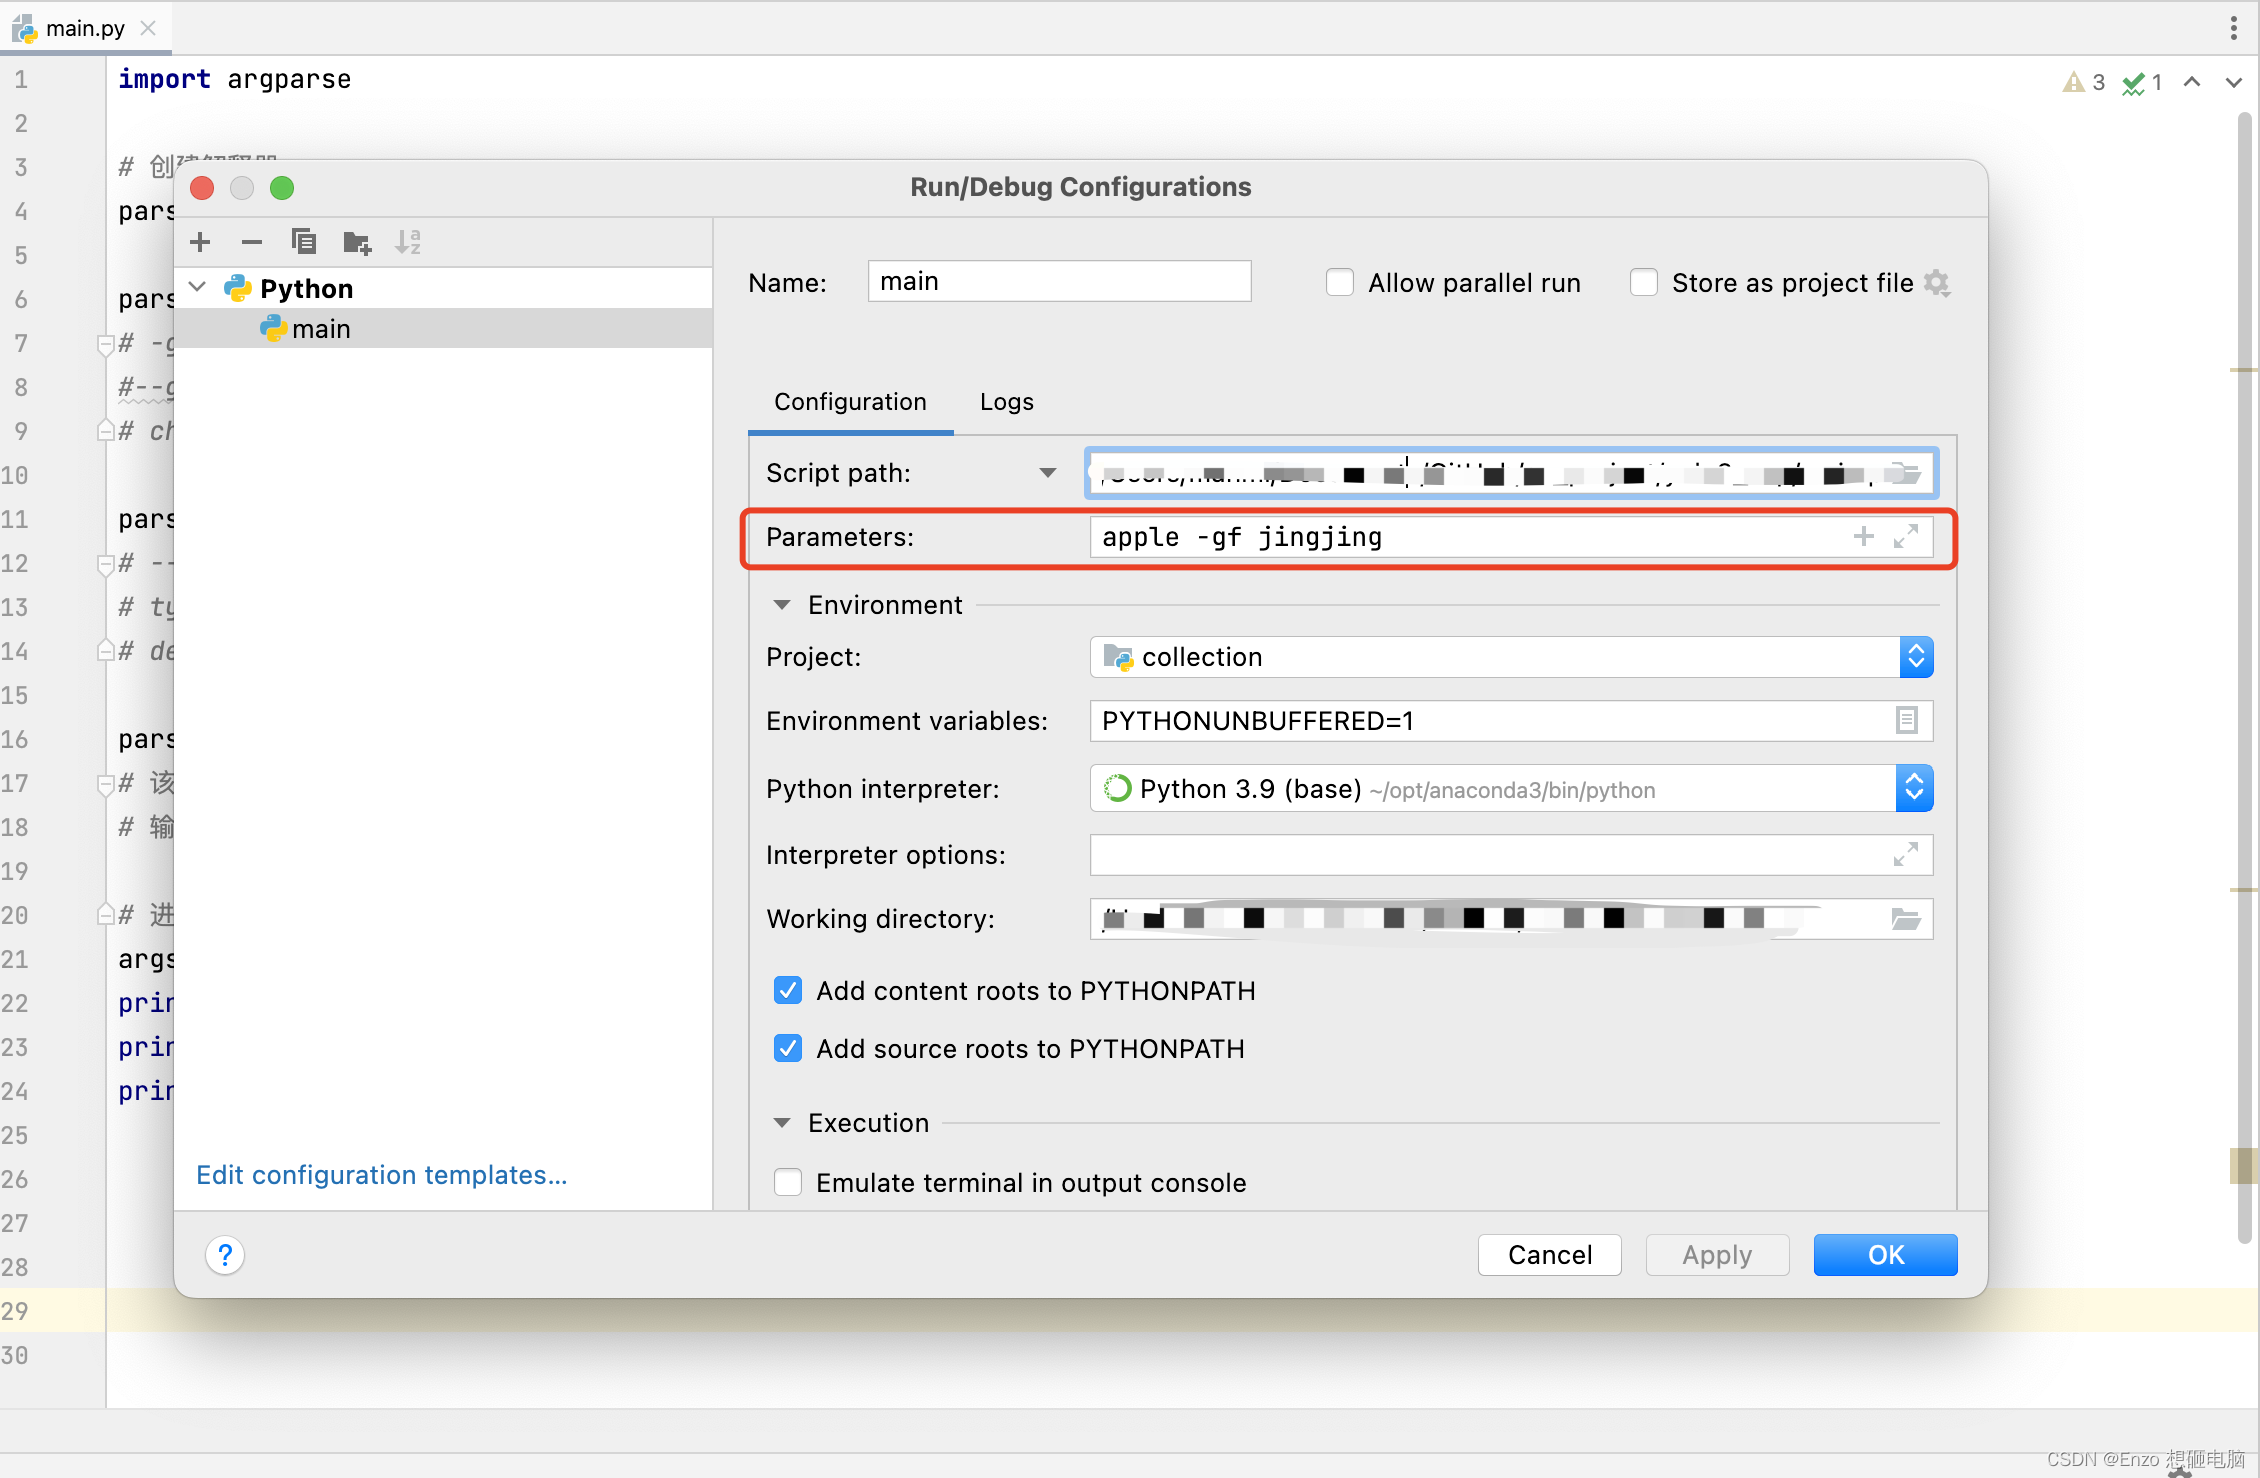 main.py
1 import argparse
3 1
2
3 # 创建解释器
4 pars
5
6 pars
7 # -g
8 #--g
9 # ch
10
11 pars
12 # --
13 # ty
14 # de
15
16 pars
17 # 该
18 # 输
19
20 # 进
21 args
22 prin
23 prin
24 prin
25
26
27
28
29
30
Run/Debug Configurations
Python
main
Edit configuration templates...
Name: main Allow parallel run Store as project file
Configuration Logs
Script path:
Parameters: apple -gf jingjing
Environment
Project: collection
Environment variables: PYTHONUNBUFFERED=1
Python interpreter: Python 3.9 (base) ~/opt/anaconda3/bin/python
Interpreter options:
Working directory:
Add content roots to PYTHONPATH
Add source roots to PYTHONPATH
Execution
Emulate terminal in output console
? Cancel Apply OK
CSDN @Enzo 想砸电脑